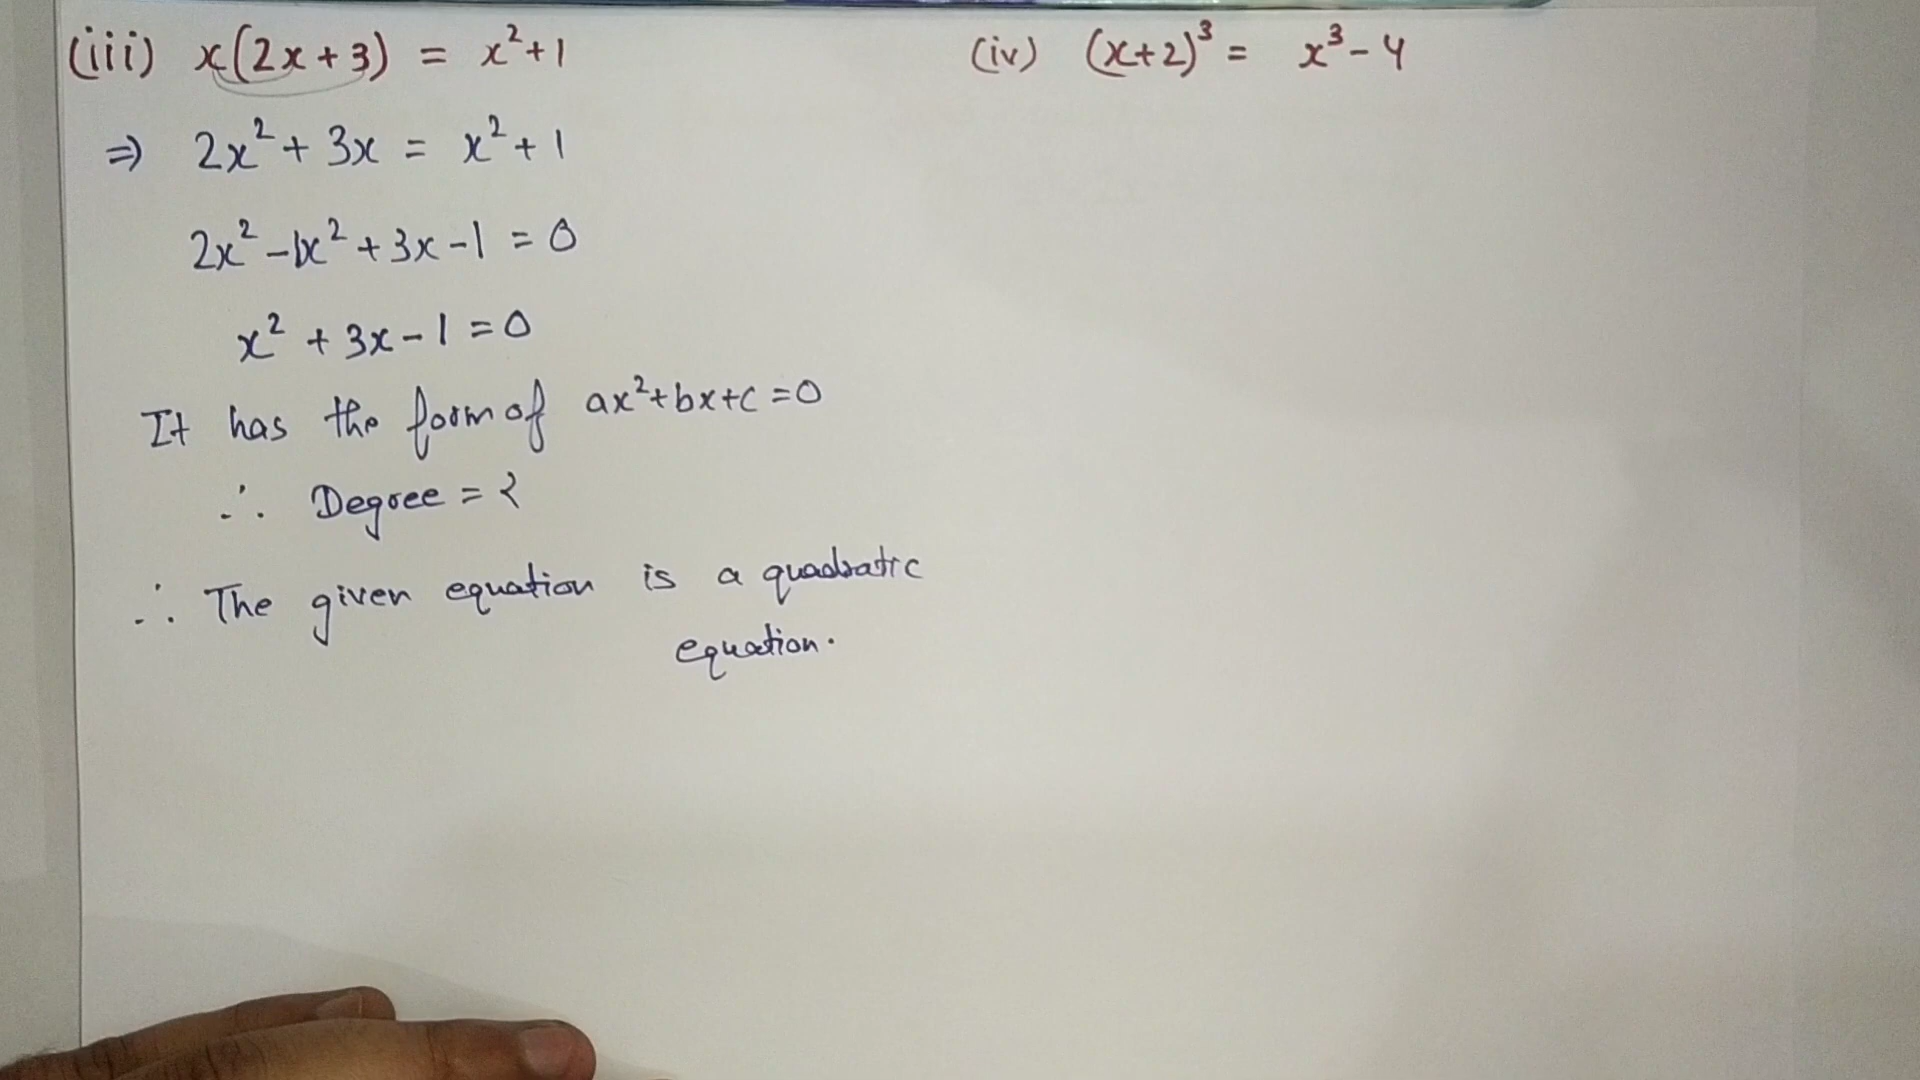 (iii) x(2x+3) = x²+1
⇒ 2x² + 3x = x² + 1
2x² - 1x² + 3x - 1 = 0
x² + 3x - 1 = 0
It has the form of ax²+bx+c=0
∴ Degree = 2
∴ The given equation is a quadratic
equation.
(iv) (x+2)³ = x³ - 4